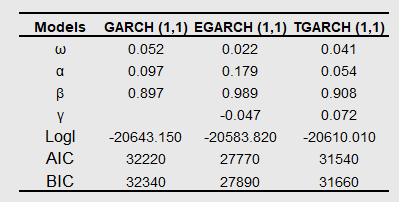 Models GARCH (1,1) EGARCH (1,1) TGARCH (1,1)
ω 0.052 0.022 0.041
α 0.097 0.179 0.054
β 0.897 0.989 0.908
γ -0.047 0.072
Logl -20643.150 -20583.820 -20610.010
AIC 32220 27770 31540
BIC 32340 27890 31660